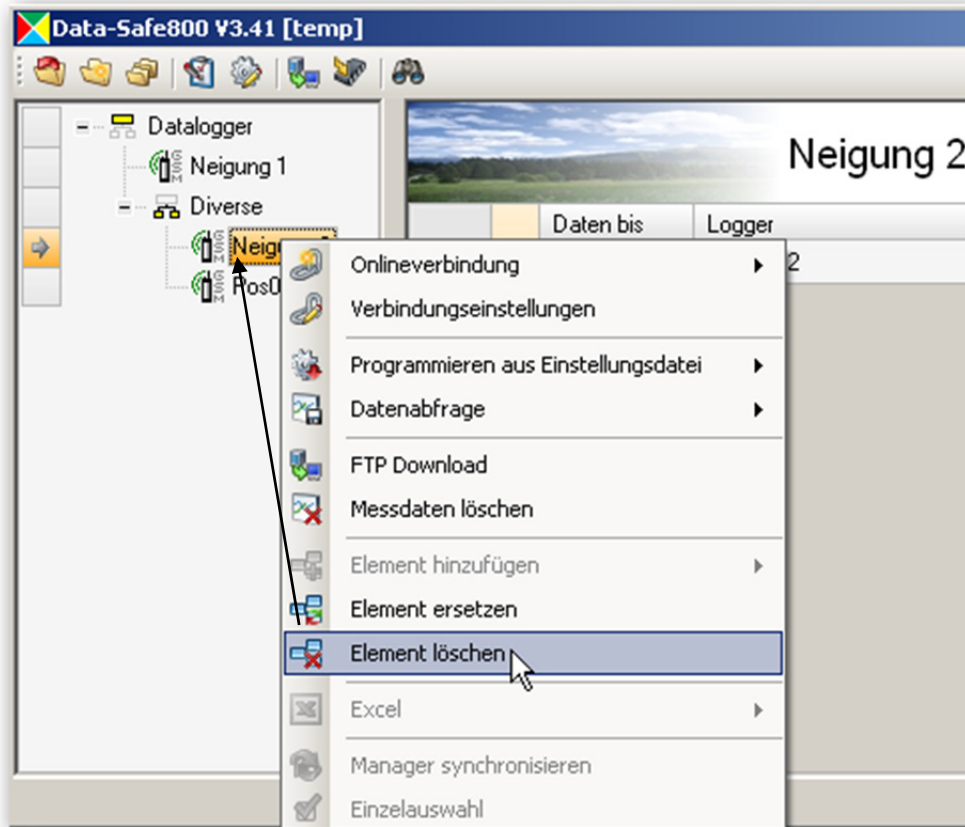 Data-Safe800 V3.41 [temp]
Datalogger
Neigung 1
Diverse
Neigung 2
Daten bis
Logger
2
Onlineverbindung
Verbindungseinstellungen
Programmieren aus Einstellungsdatei
Datenabfrage
FTP Download
Messdaten löschen
Element hinzufügen
Element ersetzen
Element löschen
Excel
Manager synchronisieren
Einzelauswahl